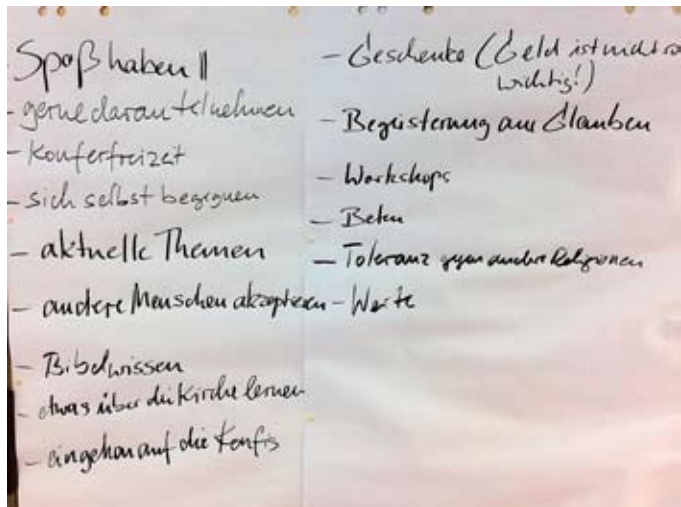 Spaß haben ||
- gerne daran teilnehmen
- Konferfreizeit
- sich selbst begegnen
- aktuelle Themen
- andere Menschen akzeptieren
- Bibelwissen
- etwas über die Kirche lernen
- eingehen auf die Konfis
- Geschenke (Geld ist nicht so
wichtig!)
- Begeisterung am Glauben
- Workshops
- Beten
- Toleranz gegen andere Religionen
- Werte